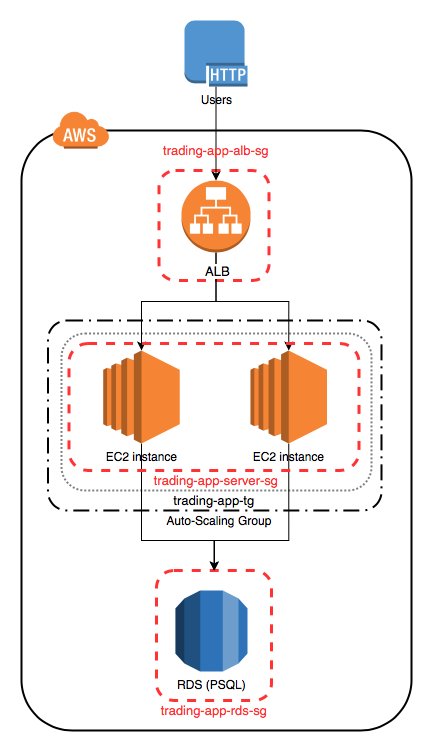 HTTP
Users
AWS
trading-app-alb-sg
ALB
EC2 instance
EC2 instance
trading-app-server-sg
trading-app-tg
Auto-Scaling Group
RDS (PSQL)
trading-app-rds-sg